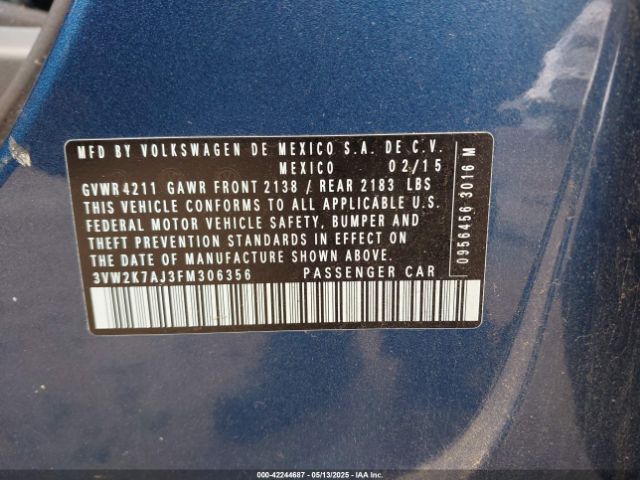 MFD BY VOLKSWAGEN DE MEXICO S.A. DE C.V.
MEXICO 02/15
GVWR 4211 GAWR FRONT 2138 / REAR 2183 LBS
THIS VEHICLE CONFORMS TO ALL APPLICABLE U.S.
FEDERAL MOTOR VEHICLE SAFETY, BUMPER AND
THEFT PREVENTION STANDARDS IN EFFECT ON
THE DATE OF MANUFACTURE SHOWN ABOVE.
3VW2K7AJ3FM306356 PASSENGER CAR
0956456 3016 M
000-42244687 - 05/13/2025 - IAAI.COM